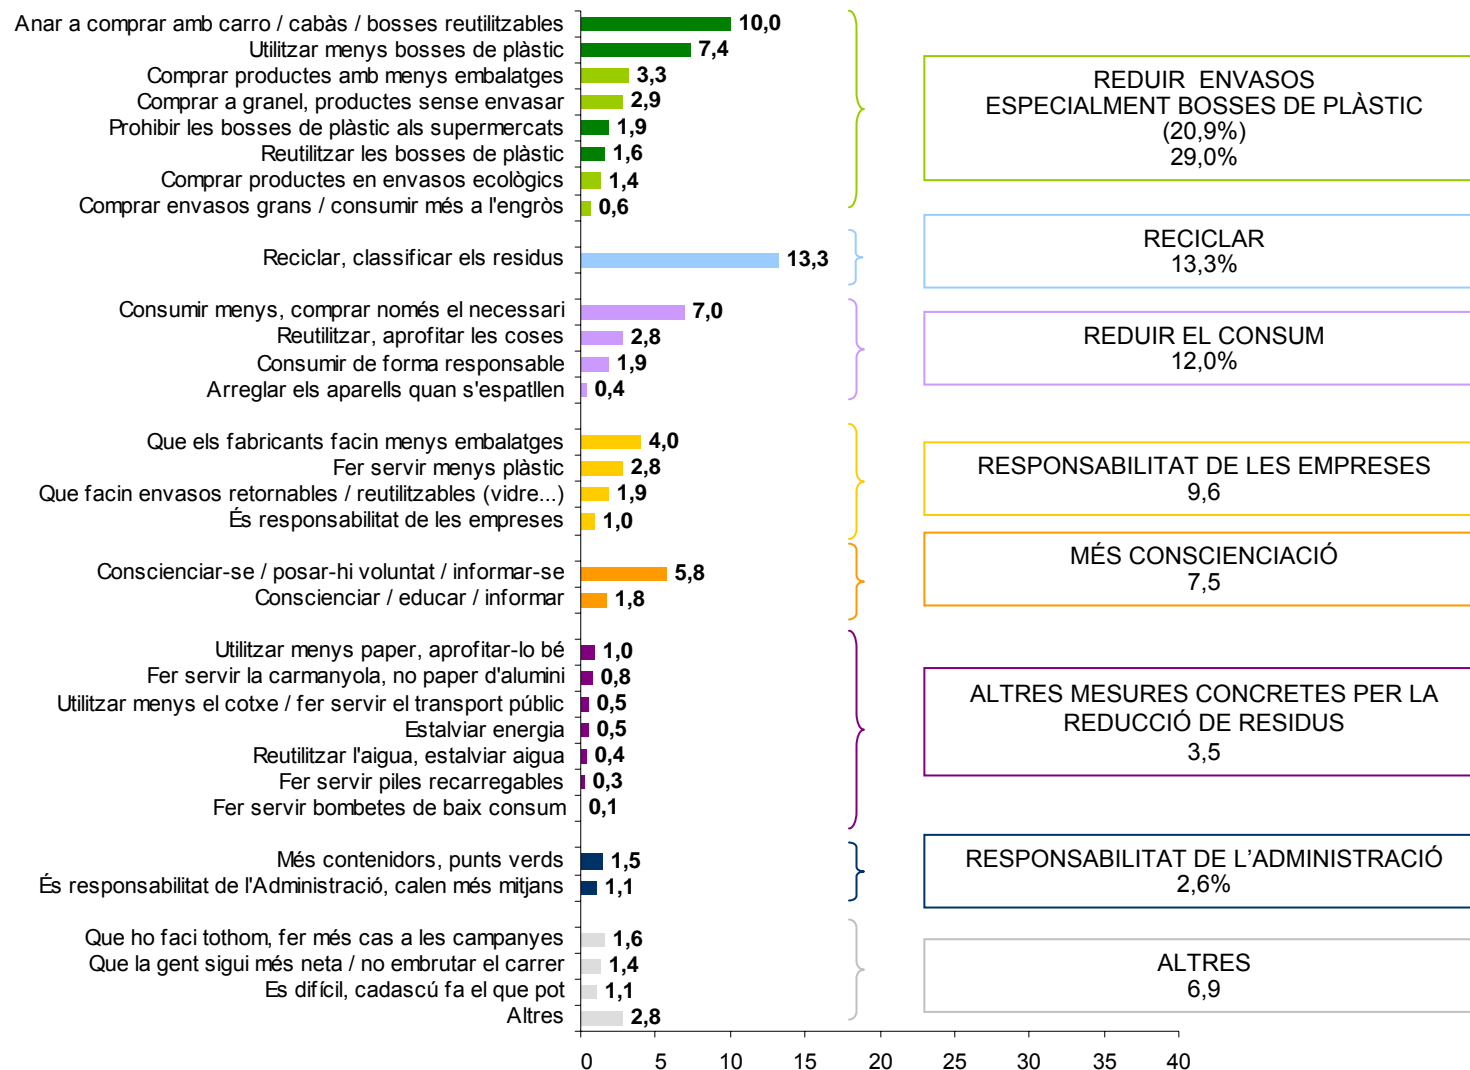 Anar a comprar amb carro / cabàs / bosses reutilitzables 10,0
Utilitzar menys bosses de plàstic 7,4
Comprar productes amb menys embalatges 3,3
Comprar a granel, productes sense envasar 2,9
Prohibir les bosses de plàstic als supermercats 1,9
Reutilitzar les bosses de plàstic 1,6
Comprar productes en envasos ecològics 1,4
Comprar envasos grans / consumir més a l'engròs 0,6
REDUIR ENVASOS
ESPECIALMENT BOSSES DE PLÀSTIC
(20,9%)
29,0%
Reciclar, classificar els residus 13,3
RECICLAR
13,3%
Consumir menys, comprar només el necessari 7,0
Reutilitzar, aprofitar les coses 2,8
Consumir de forma responsable 1,9
Arreglar els aparells quan s'espatllen 0,4
REDUIR EL CONSUM
12,0%
Que els fabricants facin menys embalatges 4,0
Fer servir menys plàstic 2,8
Que facin envasos retornables / reutilitzables (vidre...) 1,9
És responsabilitat de les empreses 1,0
RESPONSABILITAT DE LES EMPRESES
9,6
Conscienciar-se / posar-hi voluntat / informar-se 5,8
Conscienciar / educar / informar 1,8
MÉS CONSCIENCIACIÓ
7,5
Utilitzar menys paper, aprofitar-lo bé 1,0
Fer servir la carmanyola, no paper d'alumini 0,8
Utilitzar menys el cotxe / fer servir el transport públic 0,5
Estalviar energia 0,5
Reutilitzar l'aigua, estalviar aigua 0,4
Fer servir piles recarregables 0,3
Fer servir bombetes de baix consum 0,1
ALTRES MESURES CONCRETES PER LA
REDUCCIÓ DE RESIDUS
3,5
Més contenidors, punts verds 1,5
És responsabilitat de l'Administració, calen més mitjans 1,1
RESPONSABILITAT DE L’ADMINISTRACIÓ
2,6%
Que ho faci tothom, fer més cas a les campanyes 1,6
Que la gent sigui més neta / no embrutar el carrer 1,4
Es difícil, cadascú fa el que pot 1,1
Altres 2,8
ALTRES
6,9
0 5 10 15 20 25 30 35 40